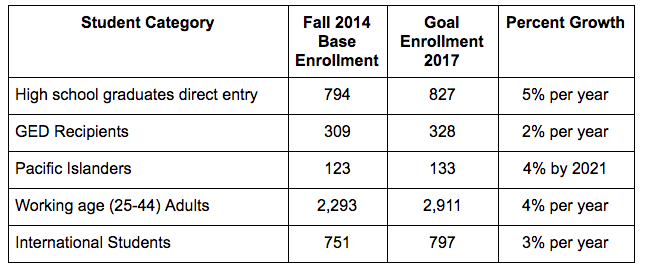 Student Category Fall 2014 Base Enrollment Goal Enrollment 2017 Percent Growth
High school graduates direct entry 794 827 5% per year
GED Recipients 309 328 2% per year
Pacific Islanders 123 133 4% by 2021
Working age (25-44) Adults 2,293 2,911 4% per year
International Students 751 797 3% per year